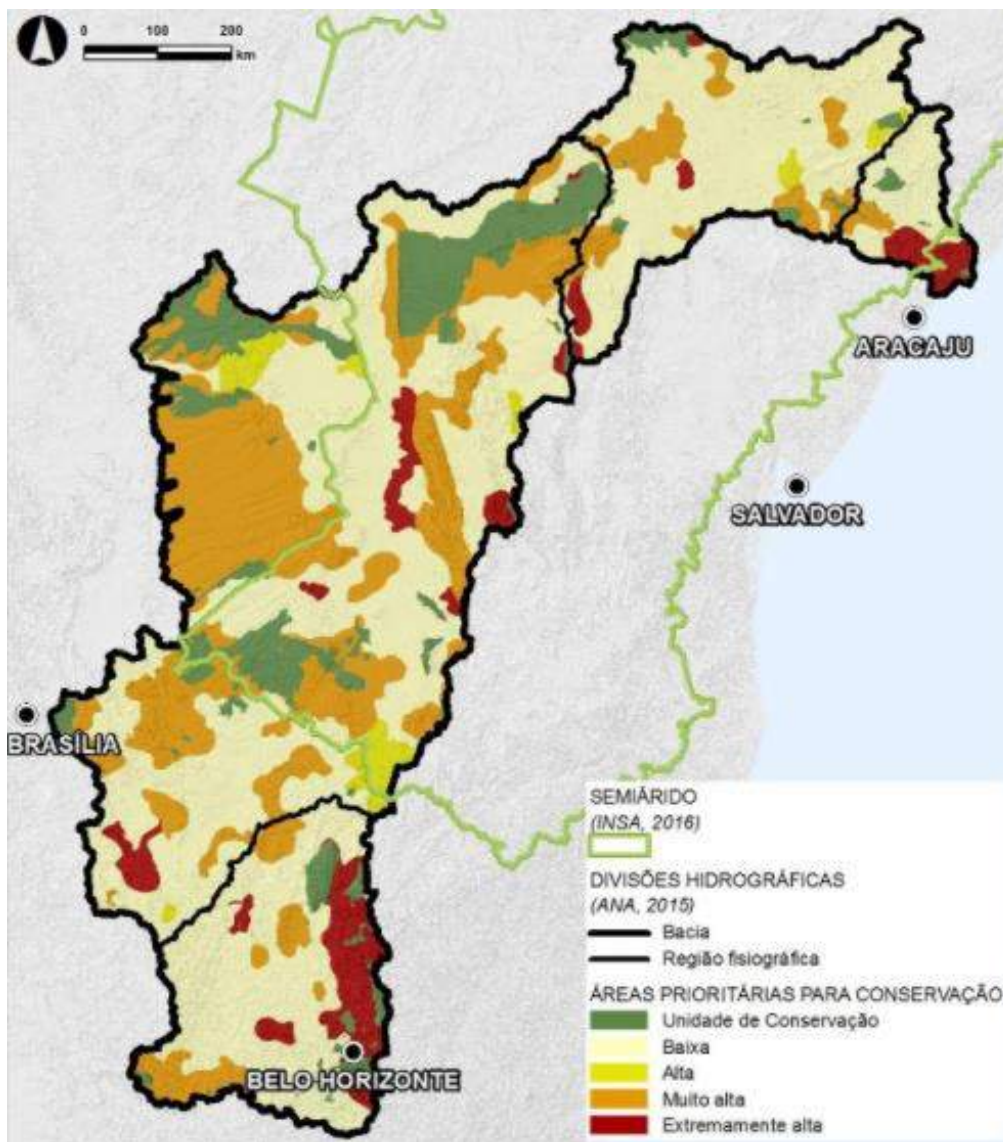 0 100 200
km
ARACAJU
SALVADOR
BRASÍLIA
BELO HORIZONTE
SEMIÁRIDO
(INSA, 2016)
DIVISÕES HIDROGRÁFICAS
(ANA, 2015)
Bacia
Região fisiográfica
ÁREAS PRIORITÁRIAS PARA CONSERVAÇÃO
Unidade de Conservação
Baixa
Alta
Muito alta
Extremamente alta